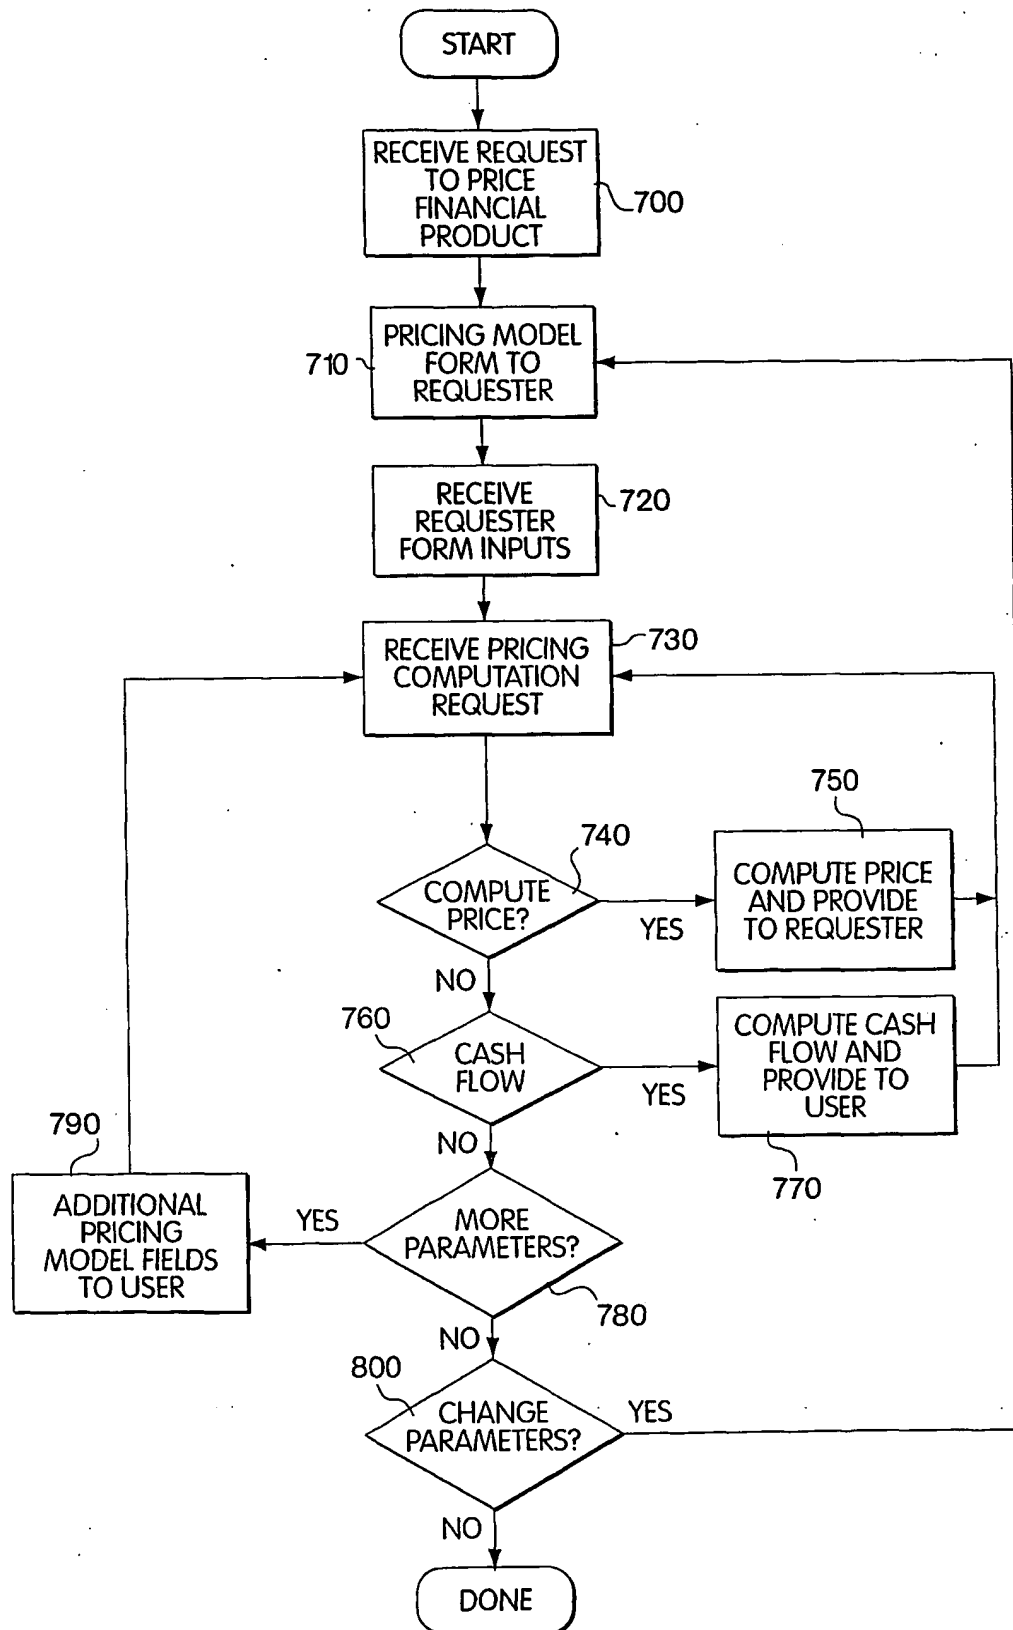 START
RECEIVE REQUEST
TO PRICE
FINANCIAL
PRODUCT
700
PRICING MODEL
FORM TO
REQUESTER
710
RECEIVE
REQUESTER
FORM INPUTS
720
RECEIVE PRICING
COMPUTATION
REQUEST
730
COMPUTE
PRICE?
740
YES
NO
COMPUTE PRICE
AND PROVIDE
TO REQUESTER
750
CASH
FLOW
760
YES
NO
COMPUTE CASH
FLOW AND
PROVIDE TO
USER
770
MORE
PARAMETERS?
780
YES
NO
ADDITIONAL
PRICING
MODEL FIELDS
TO USER
790
CHANGE
PARAMETERS?
800
YES
NO
DONE